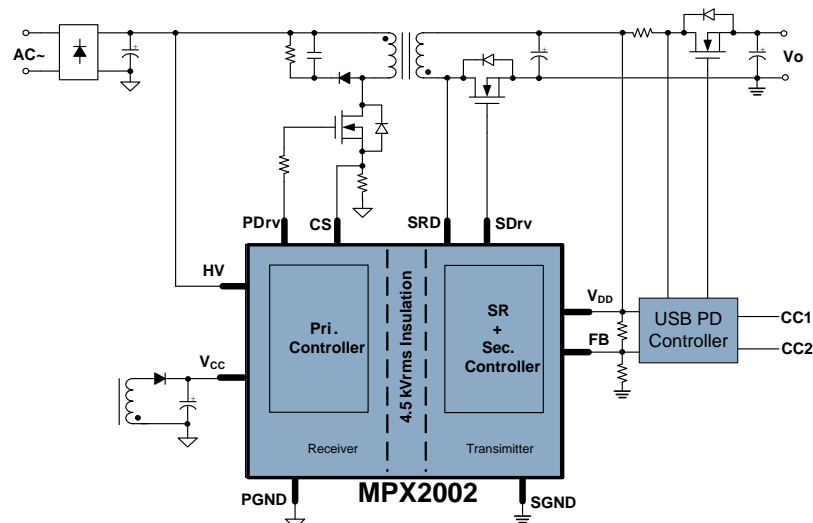 AC~
Vo
PDrv
CS
SRD
SDrv
HV
VDD
Pri.
Controller
4.5 kVrms Insulation
SR
+
Sec.
Controller
USB PD
Controller
CC1
FB
CC2
VCC
Receiver
Transimitter
PGND
MPX2002
SGND